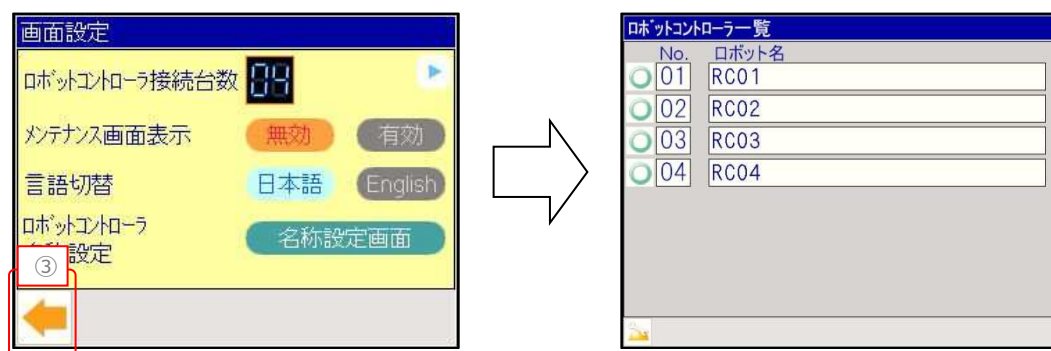 画面設定
ロボットコントローラ接続台数 04
メンテナンス画面表示 無効 有効
言語切替 日本語 English
ロボットコントローラ
設定 名称設定画面
③
ロボットコントローラ一覧
No. ロボット名
01 RC01
02 RC02
03 RC03
04 RC04